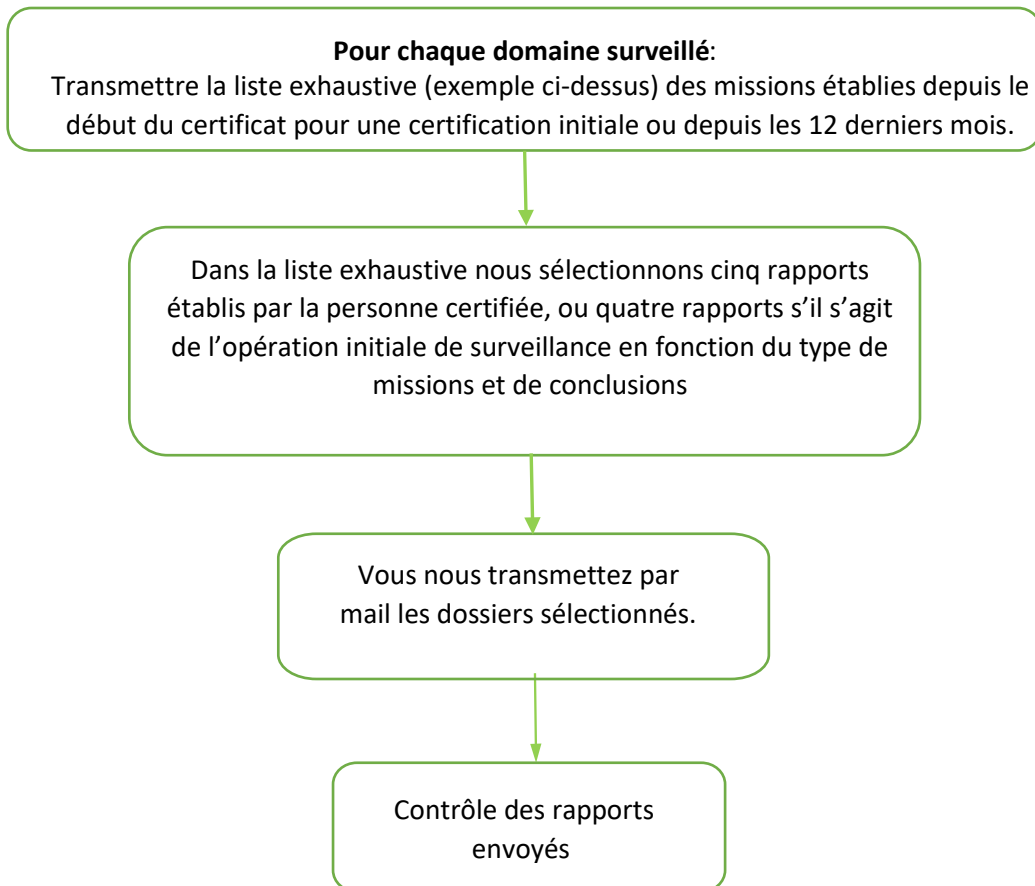 Pour chaque domaine surveillé:
Transmettre la liste exhaustive (exemple ci-dessus) des missions établies depuis le
début du certificat pour une certification initiale ou depuis les 12 derniers mois.
Dans la liste exhaustive nous sélectionnons cinq rapports
établis par la personne certifiée, ou quatre rapports s’il s’agit
de l’opération initiale de surveillance en fonction du type de
missions et de conclusions
Vous nous transmettez par
mail les dossiers sélectionnés.
Contrôle des rapports
envoyés